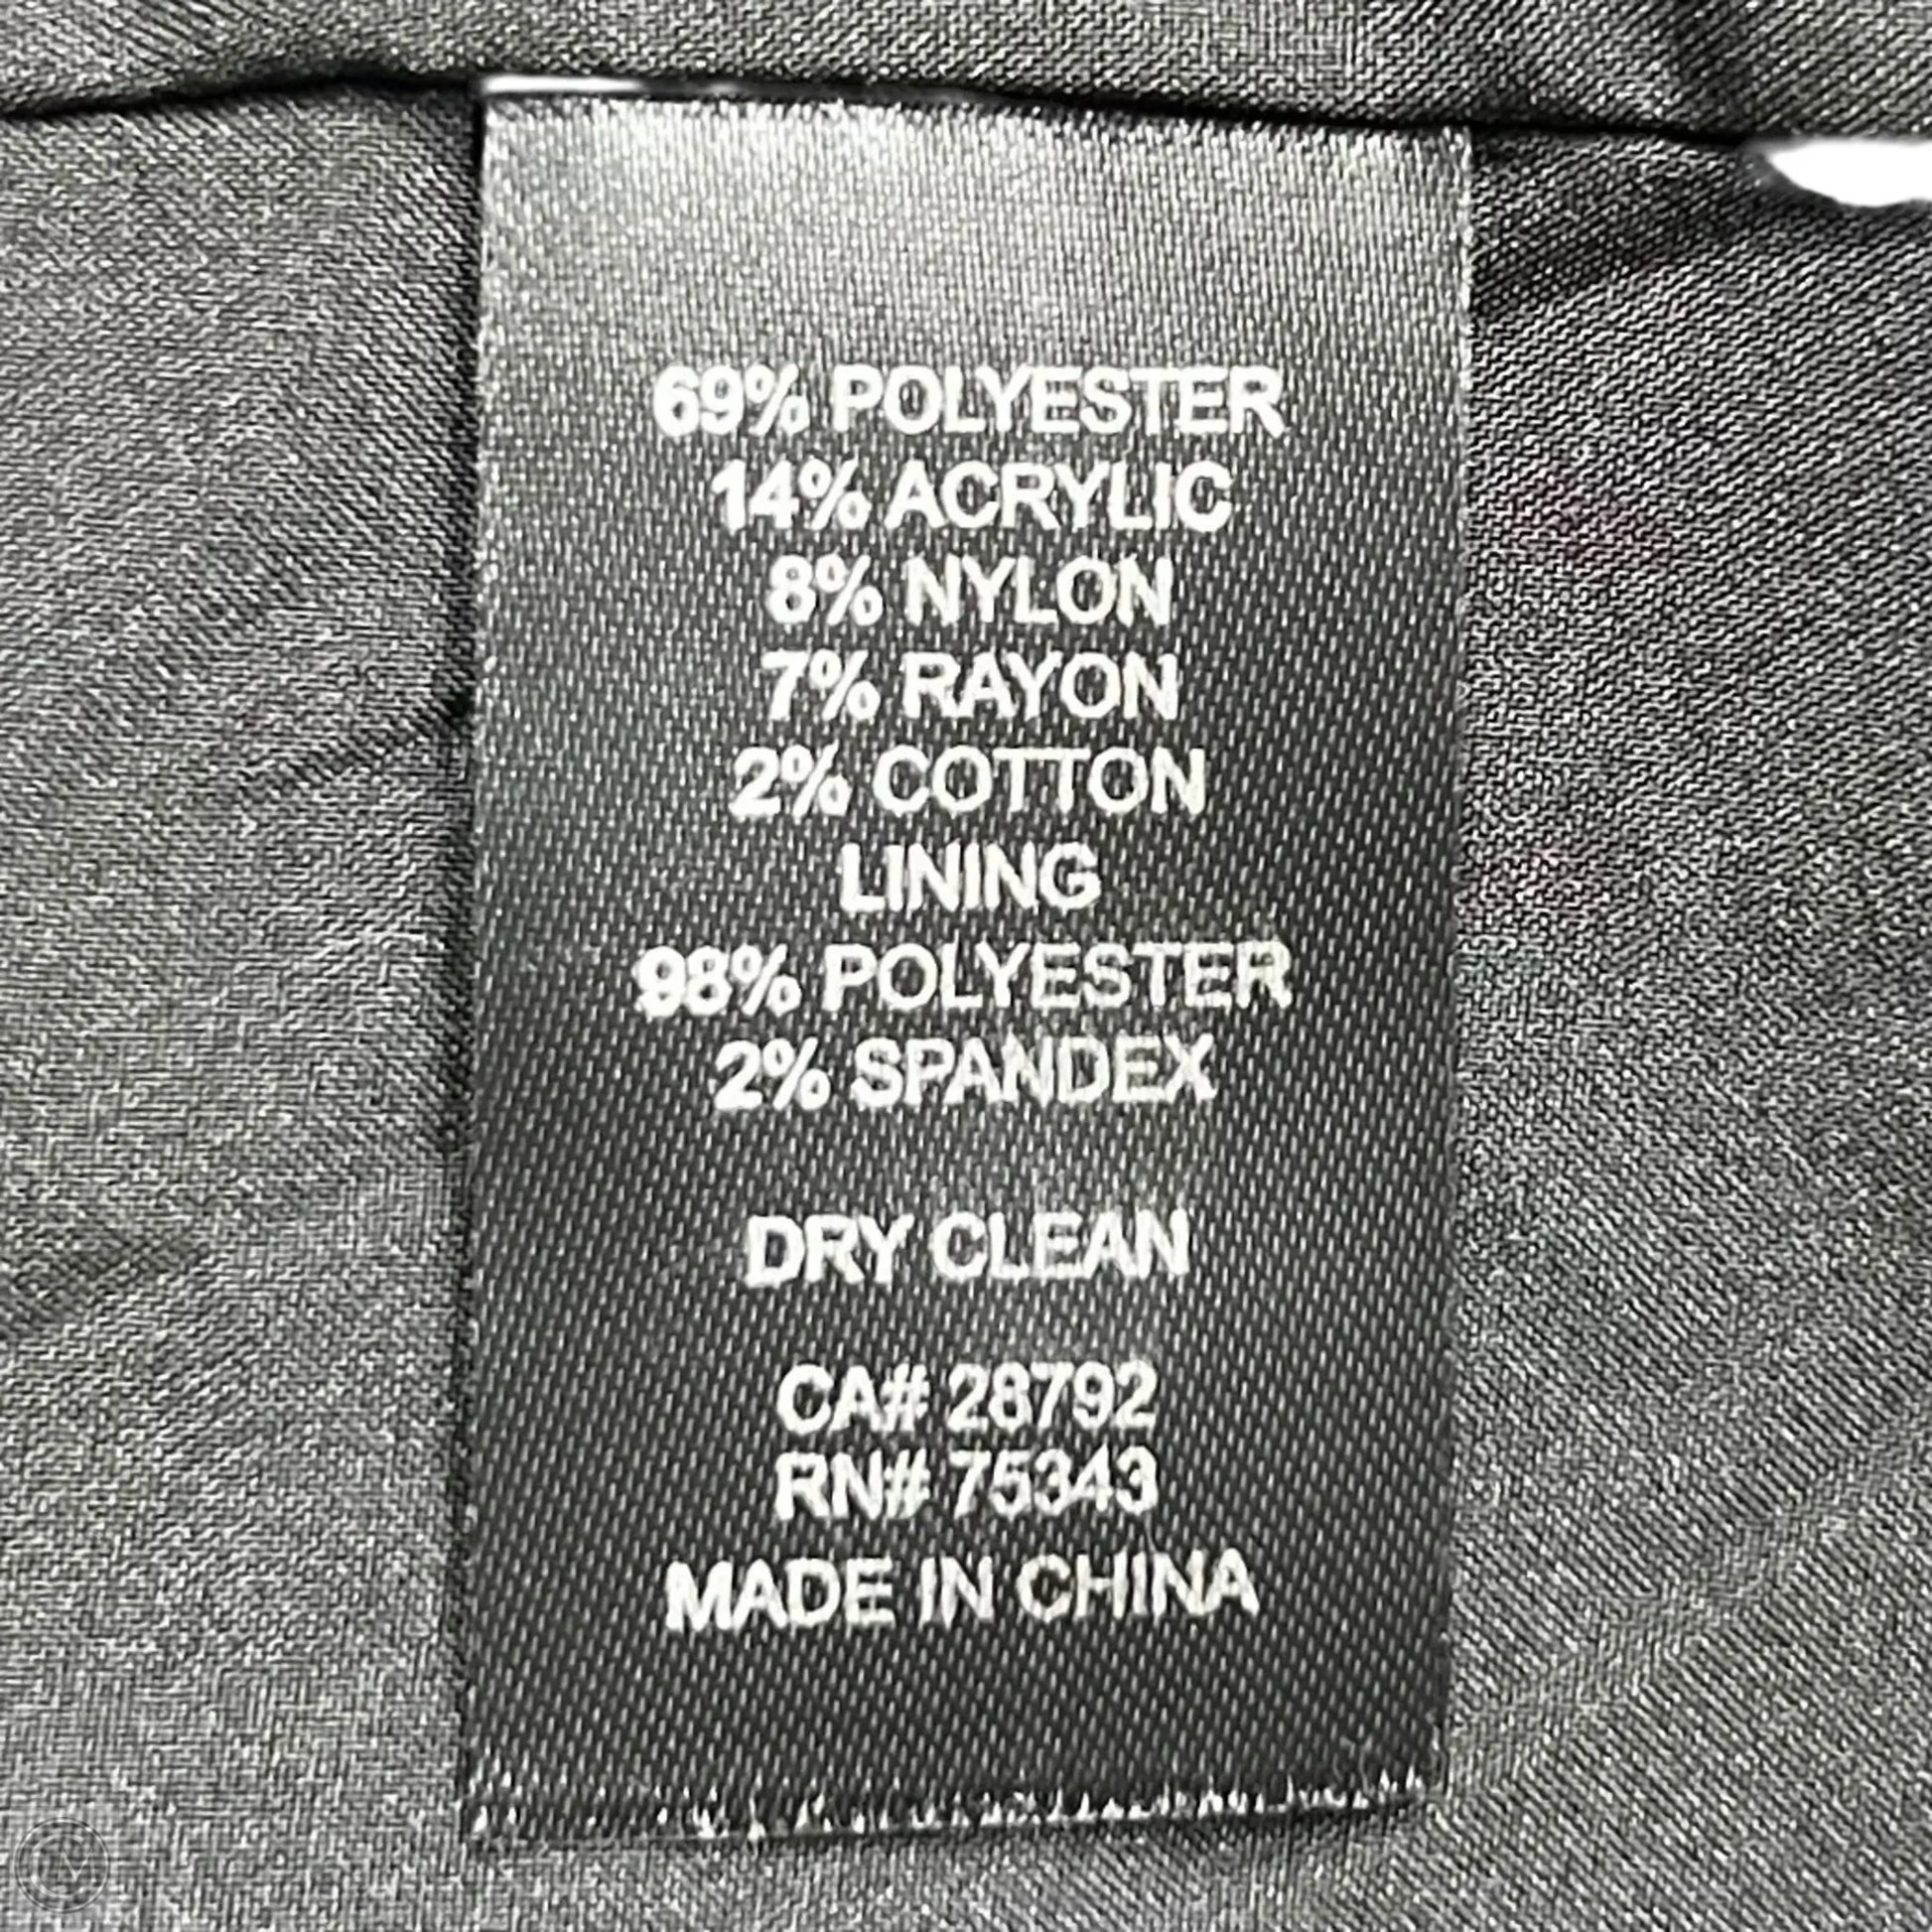 69% POLYESTER
14% ACRYLIC
8% NYLON
7% RAYON
2% COTTON
LINING
98% POLYESTER
2% SPANDEX
DRY CLEAN
CA# 28792
RN# 75343
MADE IN CHINA